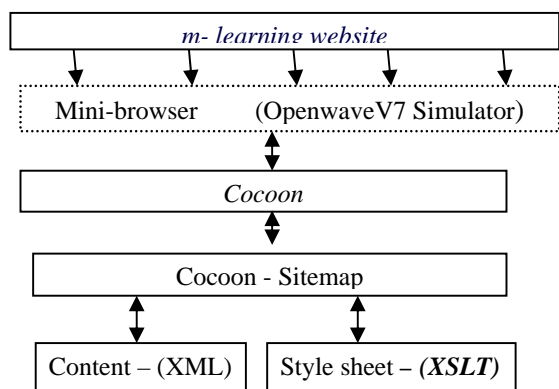 m- learning website
Mini-browser (OpenwaveV7 Simulator)
Cocoon
Cocoon - Sitemap
Content – (XML) Style sheet – (XSLT)